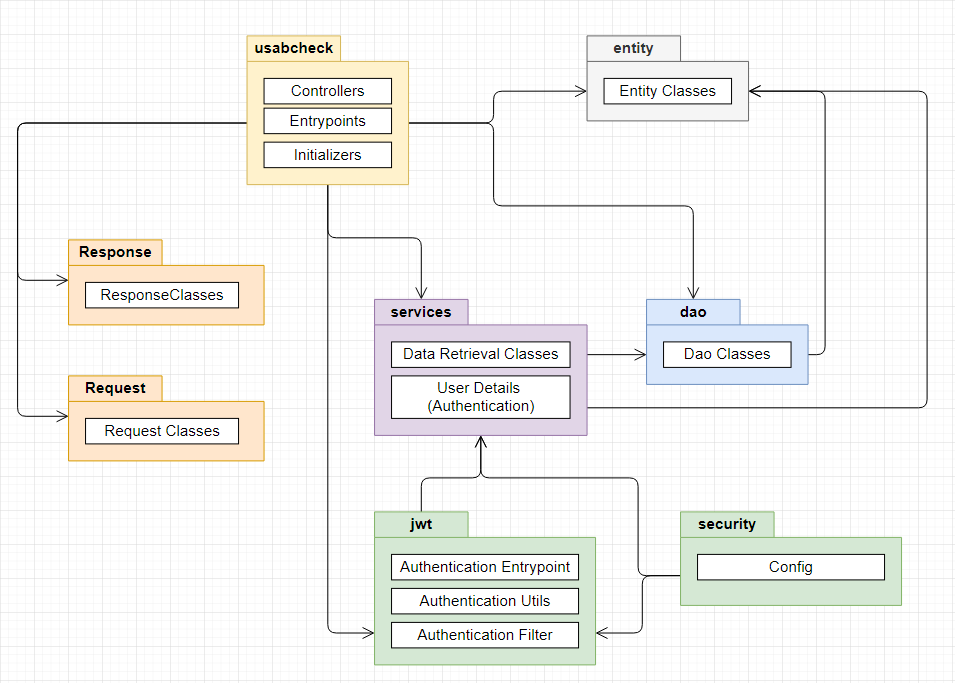 usabcheck
Controllers
Entrypoints
Initializers
entity
Entity Classes
Response
ResponseClasses
Request
Request Classes
services
Data Retrieval Classes
User Details
(Authentication)
dao
Dao Classes
jwt
Authentication Entrypoint
Authentication Utils
Authentication Filter
security
Config